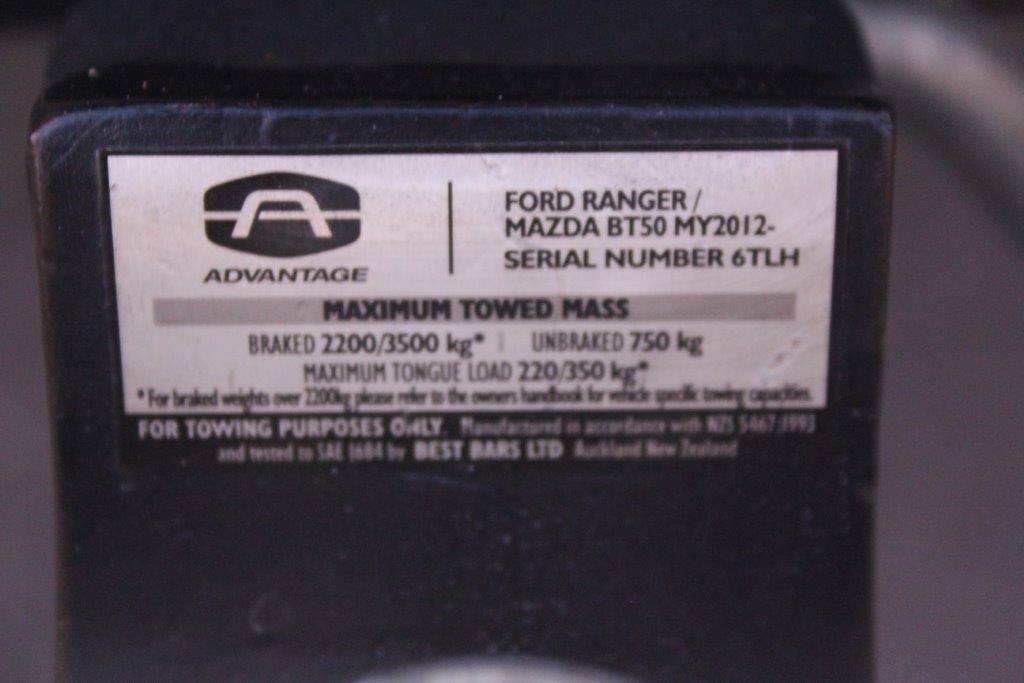 FORD RANGER /
MAZDA BT50 MY2012-
SERIAL NUMBER 6TLH
ADVANTAGE
MAXIMUM TOWED MASS
BRAKED 2200/3500 kg* | UNBRAKED 750 kg
MAXIMUM TONGUE LOAD 220/350 kg*
* For braked weights over 2200kg please refer to the owners handbook for vehicle specific towing capacities.
FOR TOWING PURPOSES ONLY. Manufactured in accordance with NZS 5467:1993
and tested to SAE J684 by BEST BARS LTD Auckland New Zealand